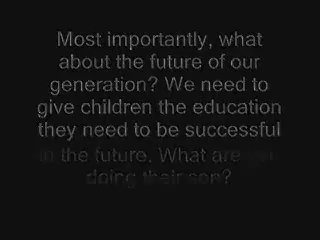 Most importantly, what
about the future of our
generation? We need to
give children the education
they need to be successful
in the future. What are
doing their son?